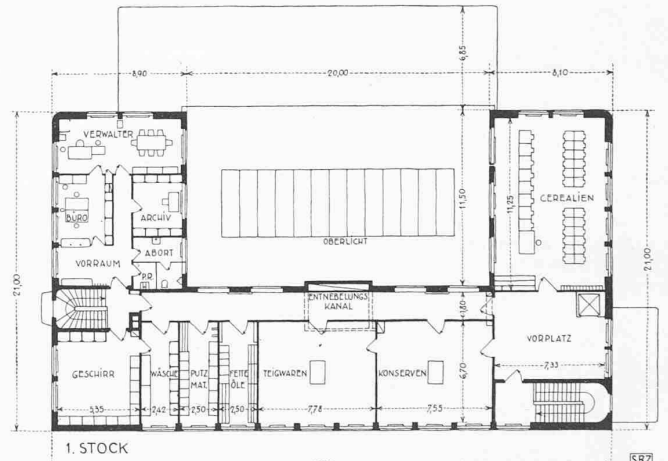 6,85
8,90
20,00
8,10
VERWALTER
BÜRO
ARCHIV
ABORT
VORRAUM
P.R.
OBERLICHT
11,50
11,25
CEREALIEN
21,00
21,00
ENTNEBELUNGS
KANAL
1,80
VORPLATZ
7,33
GESCHIRR
WÄSCHE
PUTZ
MAT.
FETTE
ÖLE
TEIGWAREN
KONSERVEN
6,70
5,35
2,42
2,50
2,50
7,78
7,55
1. STOCK
SBZ